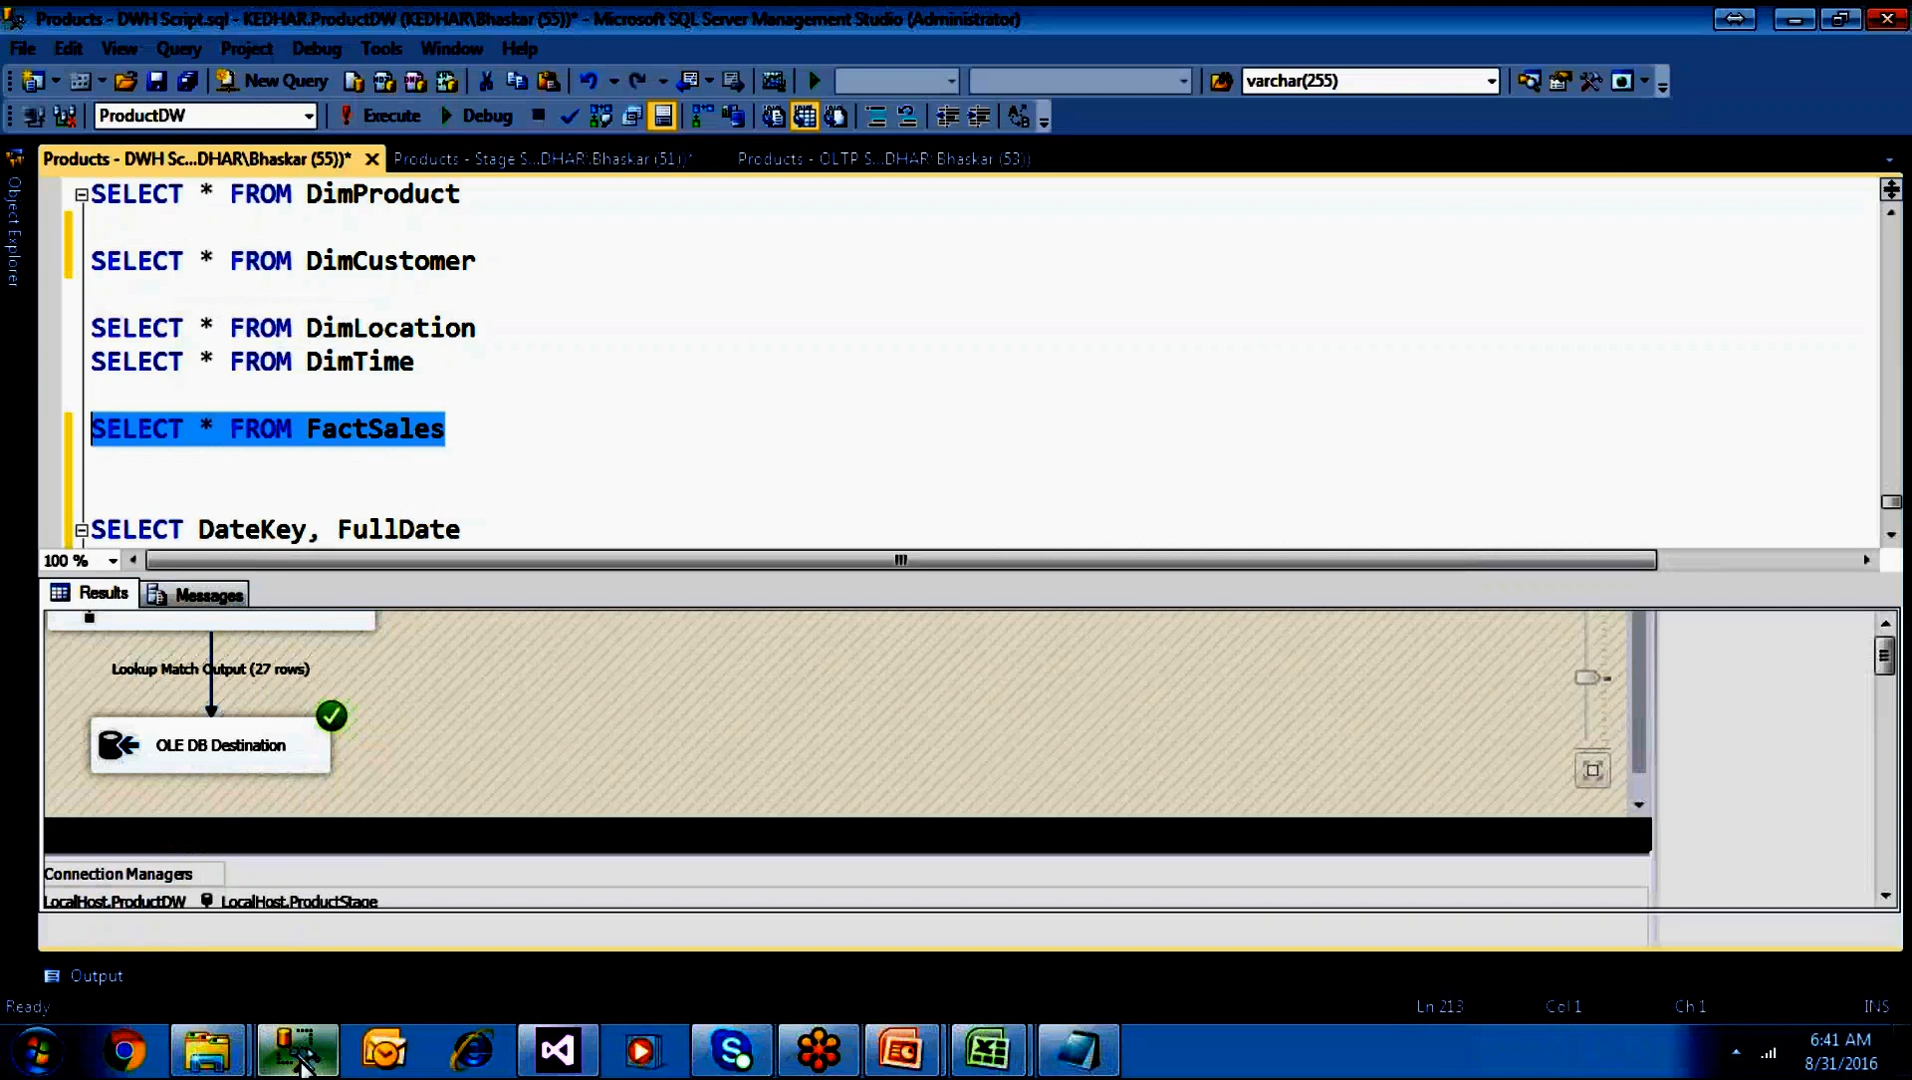 Products - DWH Script.sql - KEDHAR.ProductDW (KEDHAR\Bhaskar (55))* - Microsoft SQL Server Management Studio (Administrator)
File Edit View Query Project Debug Tools Window Help
New Query varchar(255)
ProductDW Execute Debug
Products - DWH Sc...DHAR\Bhaskar (55))* Products - Stage S...DHAR\Bhaskar (51))* Products - OLTP S...DHAR\Bhaskar (53))
Object Explorer
SELECT * FROM DimProduct
SELECT * FROM DimCustomer
SELECT * FROM DimLocation
SELECT * FROM DimTime
SELECT * FROM FactSales
SELECT DateKey, FullDate
100 %
Results Messages
Lookup Match Output (27 rows)
OLE DB Destination
Connection Managers
LocalHost.ProductDW LocalHost.ProductStage
Output
Ready Ln 213 Col 1 Ch 1 INS
6:41 AM
8/31/2016